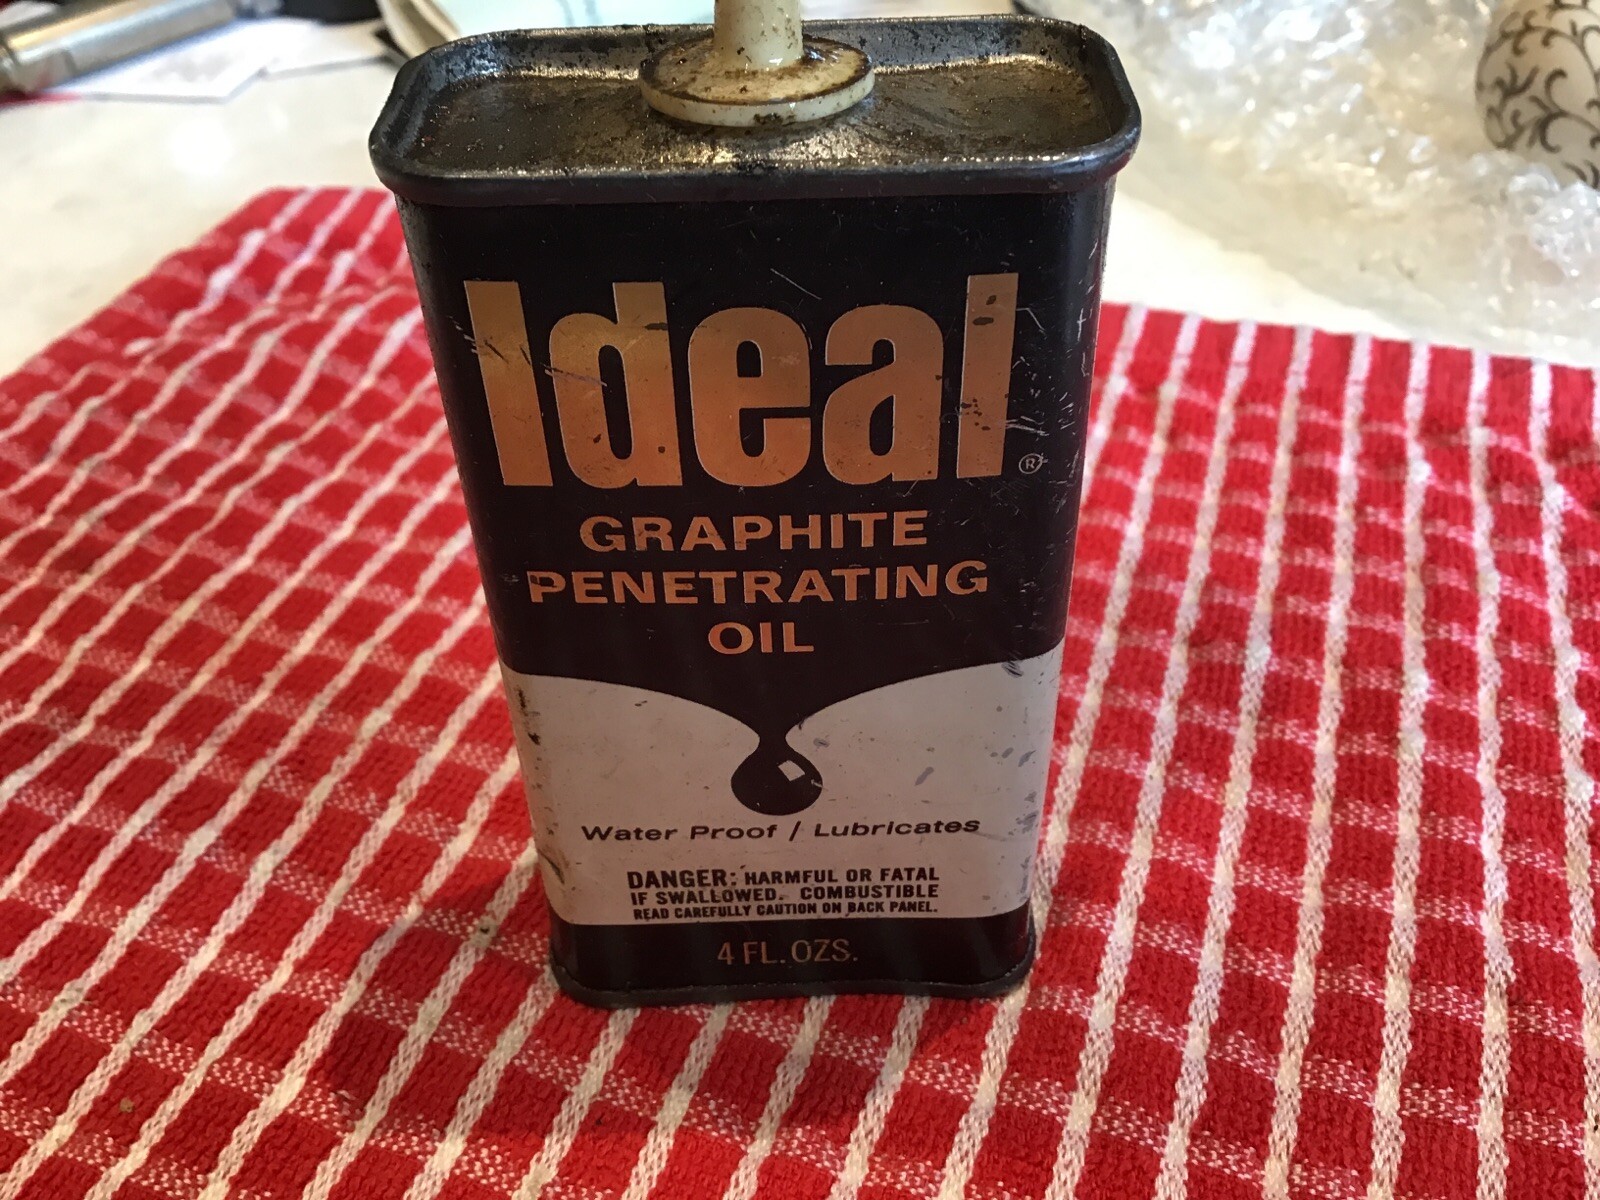 Ideal®
GRAPHITE
PENETRATING
OIL
Water Proof / Lubricates
DANGER: HARMFUL OR FATAL
IF SWALLOWED. COMBUSTIBLE
READ CAREFULLY CAUTION ON BACK PANEL.
4 FL. OZS.